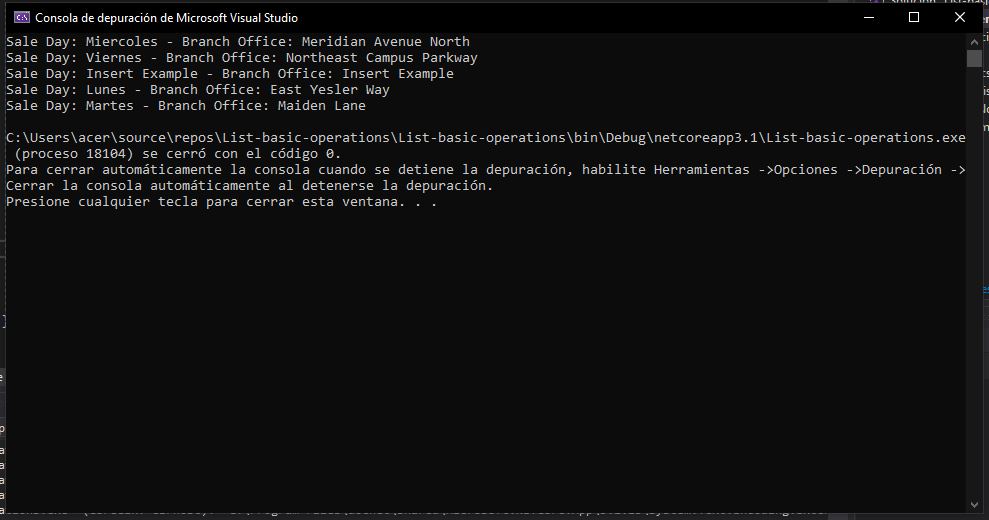 Consola de depuración de Microsoft Visual Studio
Sale Day: Miercoles - Branch Office: Meridian Avenue North
Sale Day: Viernes - Branch Office: Northeast Campus Parkway
Sale Day: Insert Example - Branch Office: Insert Example
Sale Day: Lunes - Branch Office: East Yesler Way
Sale Day: Martes - Branch Office: Maiden Lane
C:\Users\acer\source\repos\List-basic-operations\List-basic-operations\bin\Debug\netcoreapp3.1\List-basic-operations.exe
(proceso 18104) se cerró con el código 0.
Para cerrar automáticamente la consola cuando se detiene la depuración, habilite Herramientas ->Opciones ->Depuración ->
Cerrar la consola automáticamente al detenerse la depuración.
Presione cualquier tecla para cerrar esta ventana. . .